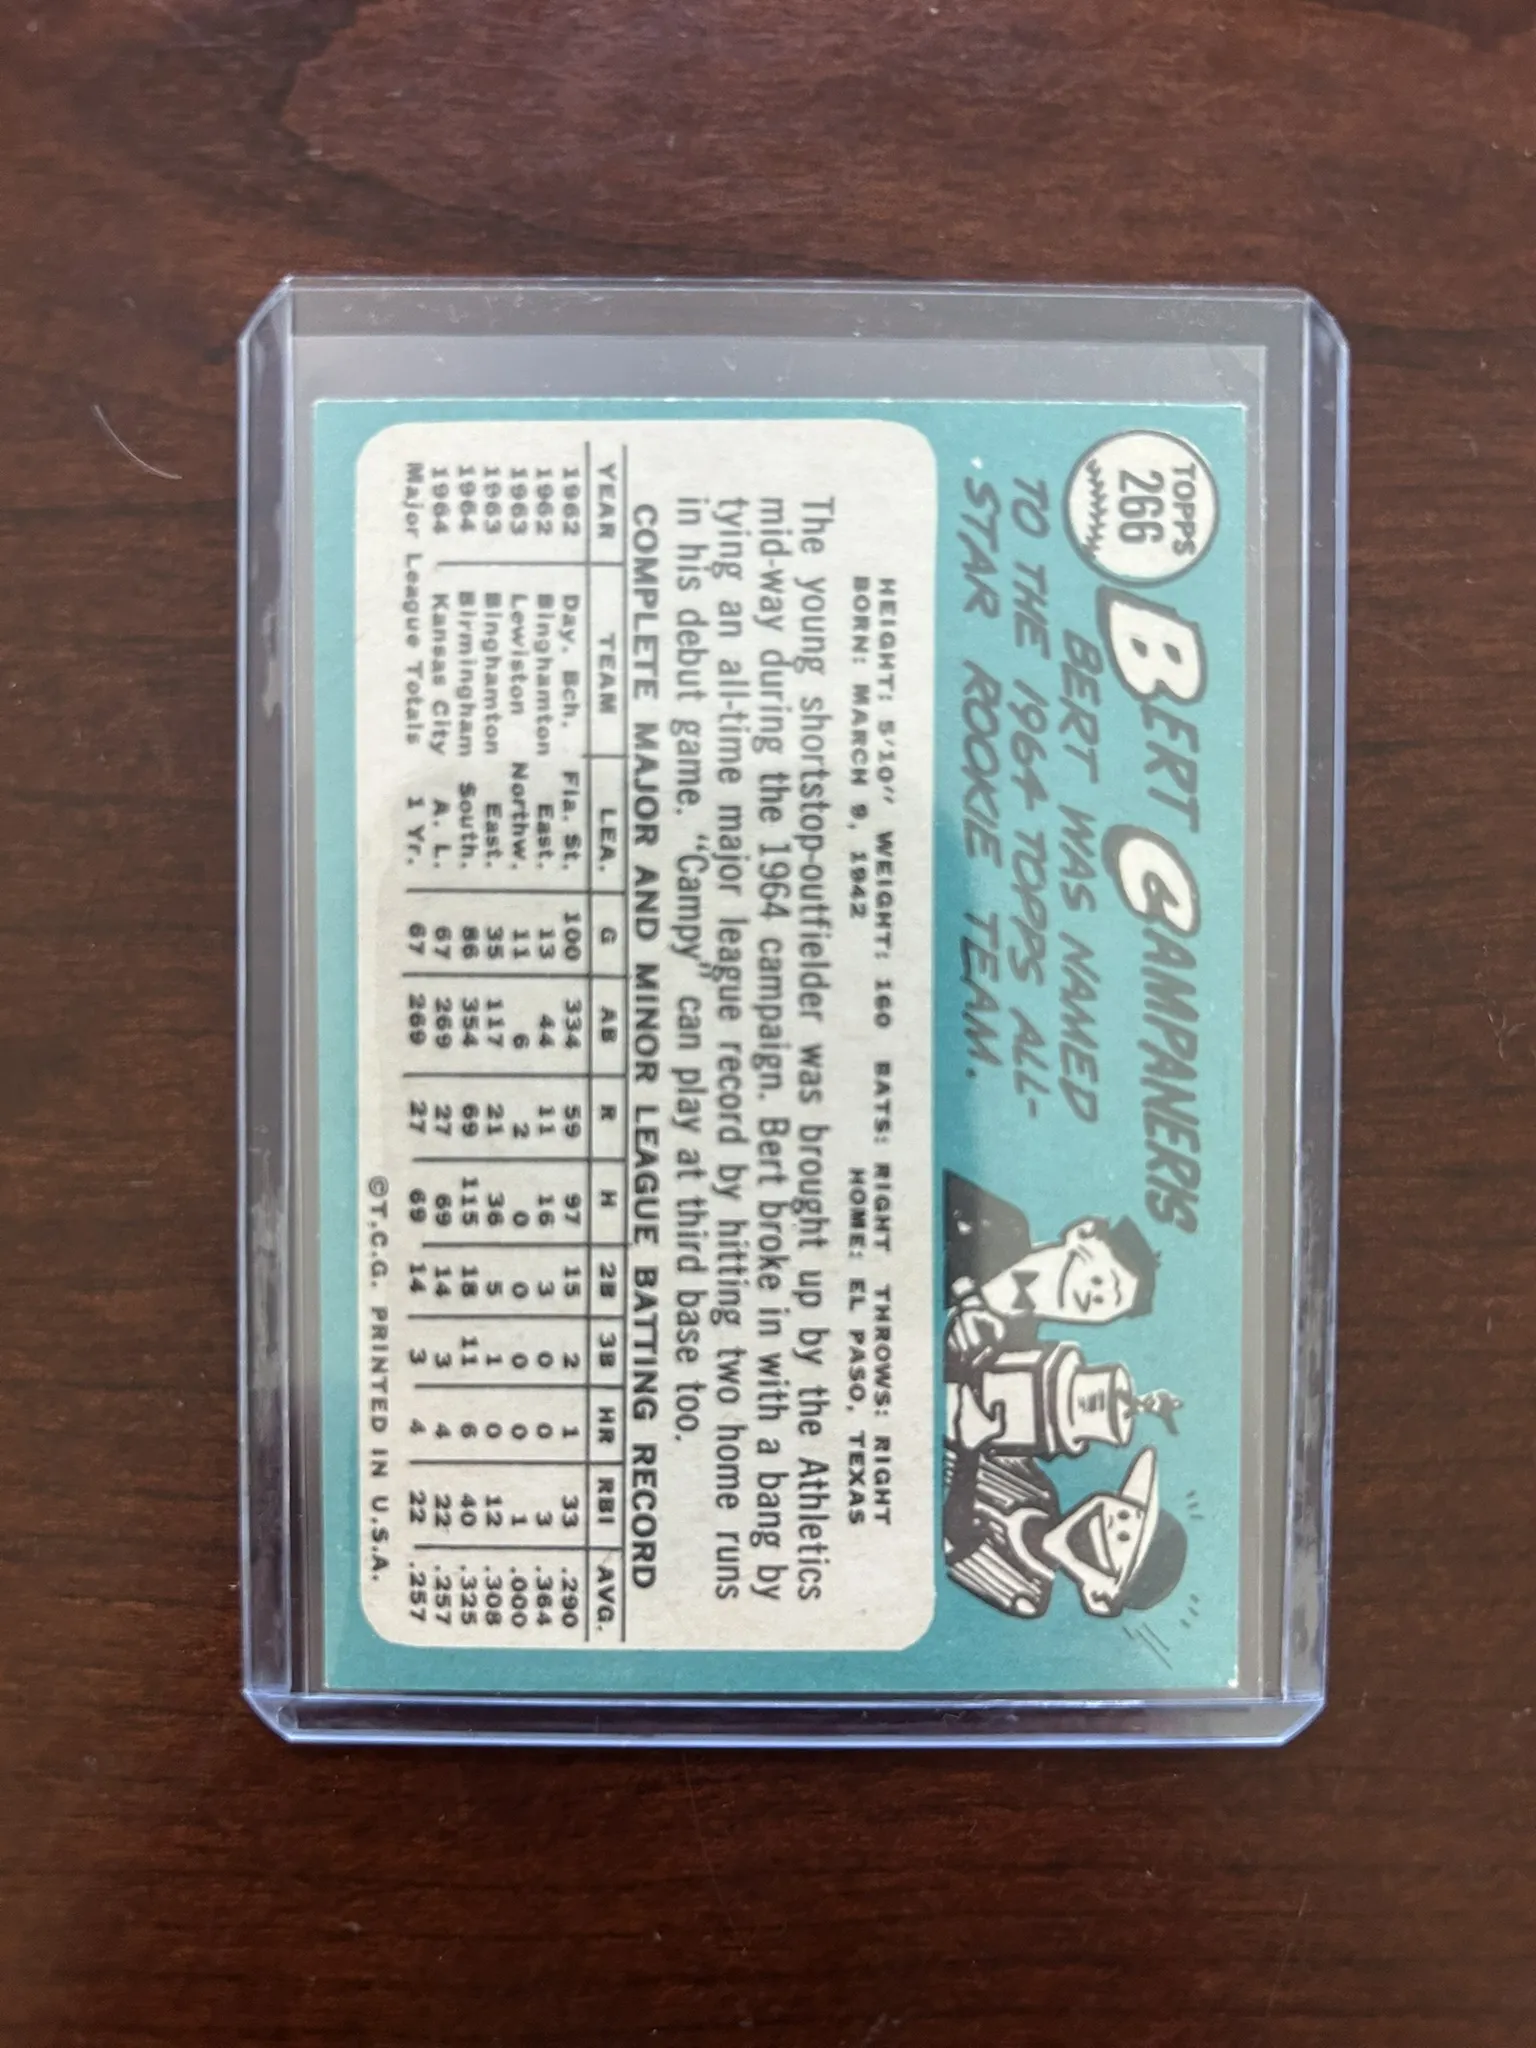 TOPPS
266
BERT CAMPANERIS
BERT WAS NAMED
TO THE 1964 TOPPS ALL-
STAR ROOKIE TEAM.
HEIGHT: 5'10" WEIGHT: 160 BATS: RIGHT THROWS: RIGHT
BORN: MARCH 9, 1942 HOME: EL PASO, TEXAS
The young shortstop-outfielder was brought up by the Athletics
mid-way during the 1964 campaign. Bert broke in with a bang by
tying an all-time major league record by hitting two home runs
in his debut game. "Campy" can play at third base too.
COMPLETE MAJOR AND MINOR LEAGUE BATTING RECORD
YEAR TEAM LEA. G AB R H 2B 3B HR RBI AVG.
1962 Day. Bch. Fla. St. 100 334 59 97 15 2 1 33 .290
1962 Binghamton East. 13 44 11 16 3 0 0 3 .364
1963 Lewiston Northw. 11 6 2 0 0 0 0 1 .000
1963 Binghamton East. 35 117 21 36 5 1 0 12 .308
1964 Birmingham South. 86 354 69 115 18 11 6 40 .325
1964 Kansas City A. L. 67 269 27 69 14 3 4 22 .257
Major League Totals 1 Yr. 67 269 27 69 14 3 4 22 .257
©T.C.G. PRINTED IN U.S.A.